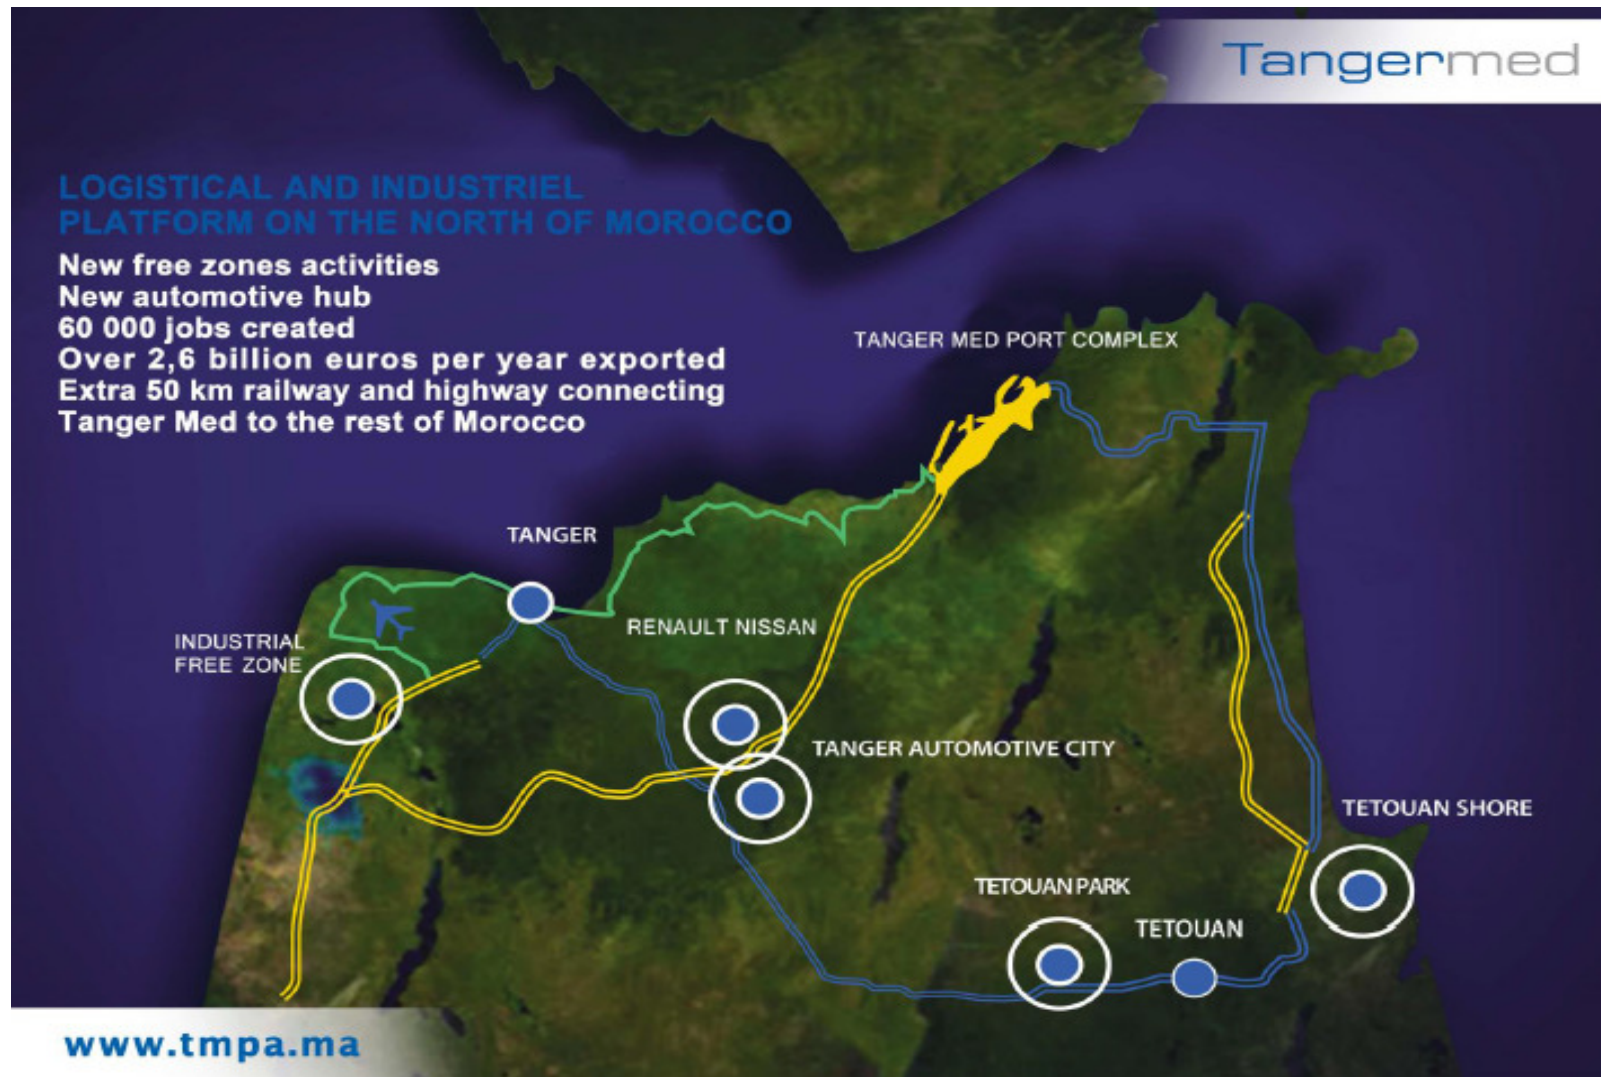 Tangermed
LOGISTICAL AND INDUSTRIEL
PLATFORM ON THE NORTH OF MOROCCO
New free zones activities
New automotive hub
60 000 jobs created
Over 2,6 billion euros per year exported
Extra 50 km railway and highway connecting
Tanger Med to the rest of Morocco
TANGER MED PORT COMPLEX
TANGER
RENAULT NISSAN
INDUSTRIAL
FREE ZONE
TANGER AUTOMOTIVE CITY
TETOUAN SHORE
TETOUAN PARK
TETOUAN
www.tmpa.ma